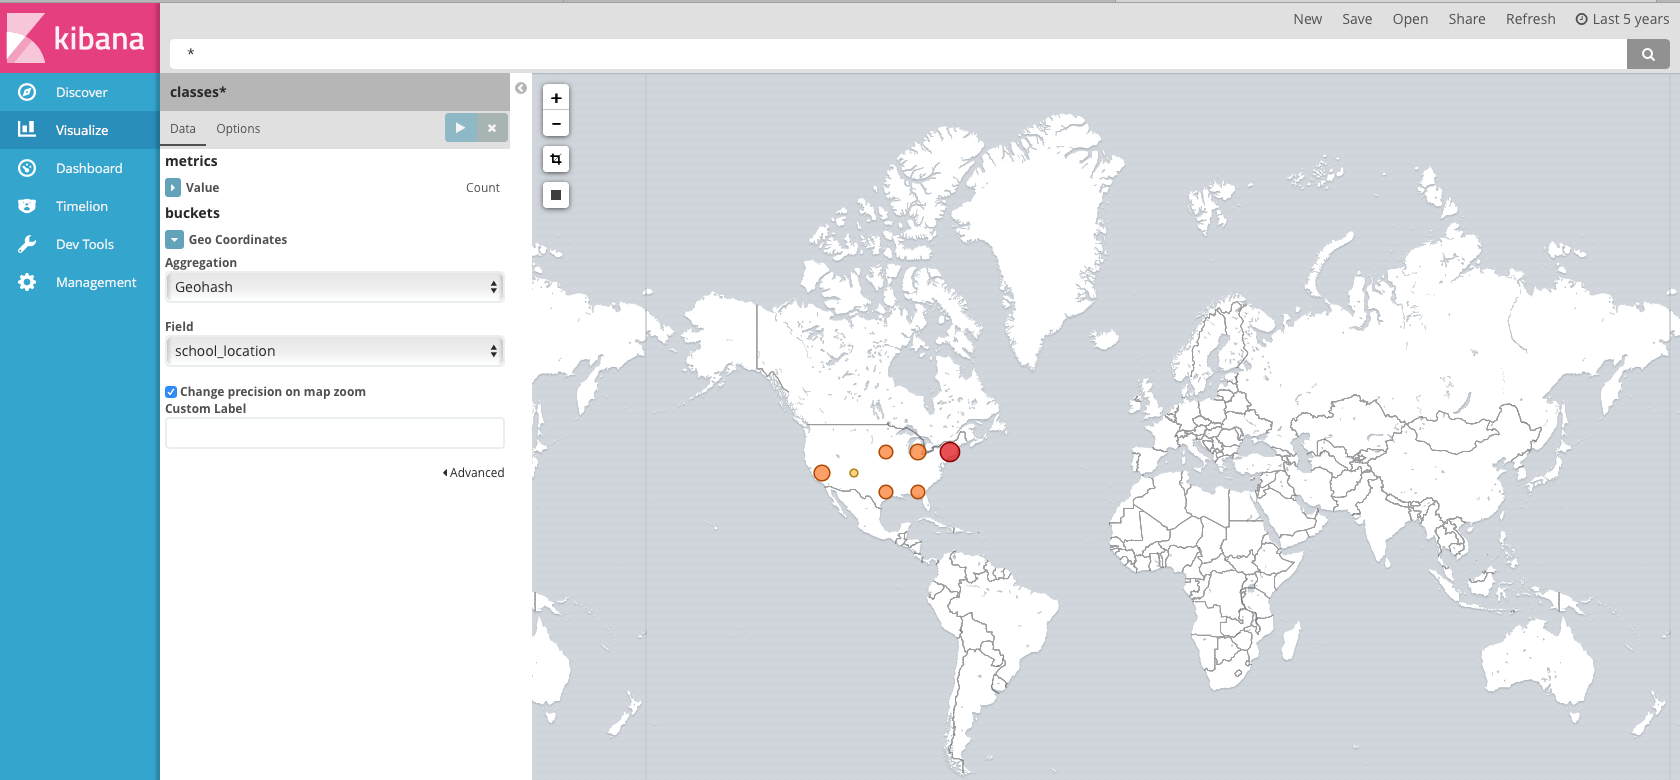 kibana
New Save Open Share Refresh Last 5 years
*
Discover
Visualize
Dashboard
Timelion
Dev Tools
Management
classes*
Data Options
metrics
Value Count
buckets
Geo Coordinates
Aggregation
Geohash
Field
school_location
Change precision on map zoom
Custom Label
Advanced
+
−